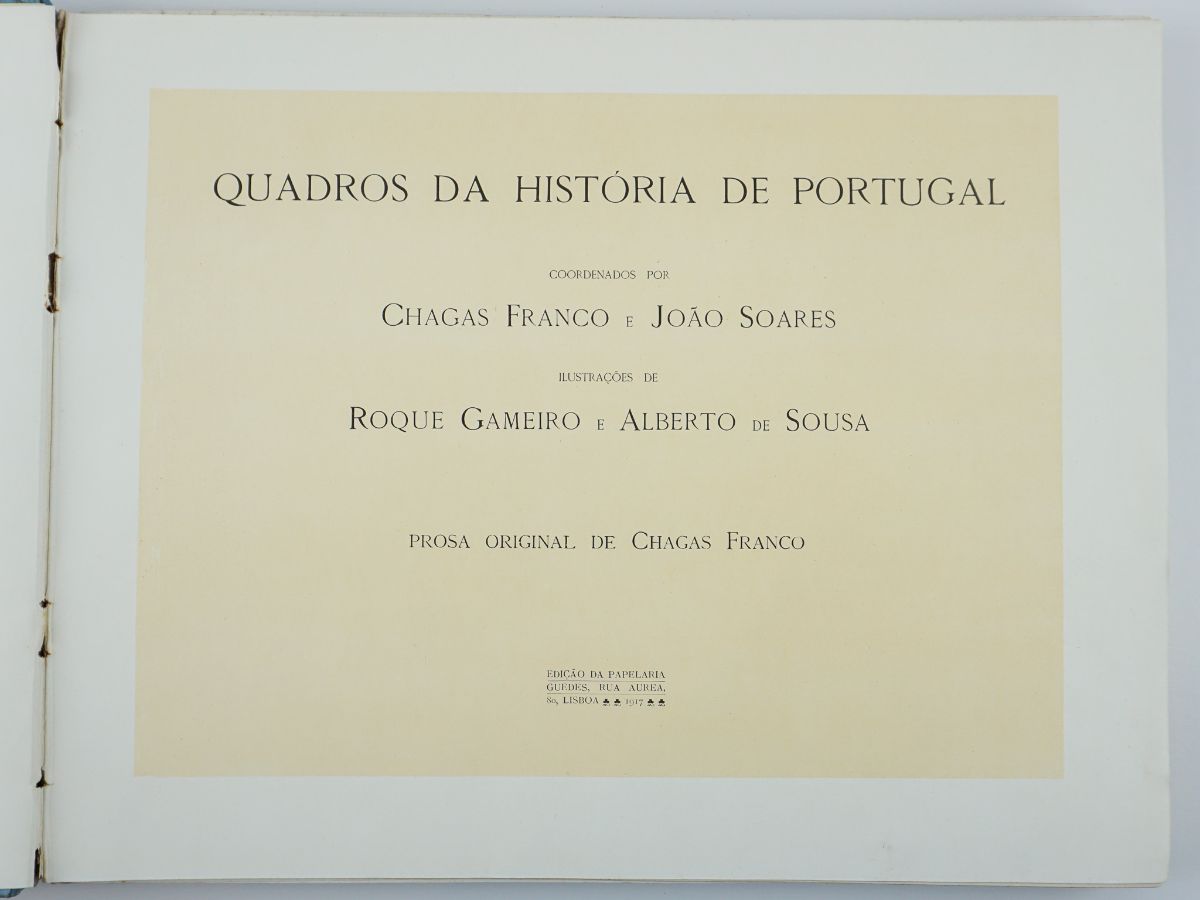 QUADROS DA HISTÓRIA DE PORTUGAL
COORDENADOS POR
CHAGAS FRANCO E JOÃO SOARES
ILUSTRAÇÕES DE
ROQUE GAMEIRO E ALBERTO DE SOUSA
PROSA ORIGINAL DE CHAGAS FRANCO
EDIÇÃO DA PAPELARIA
GUEDES, RUA AUREA,
80, LISBOA ♣ ♣ 1917 ♣ ♣